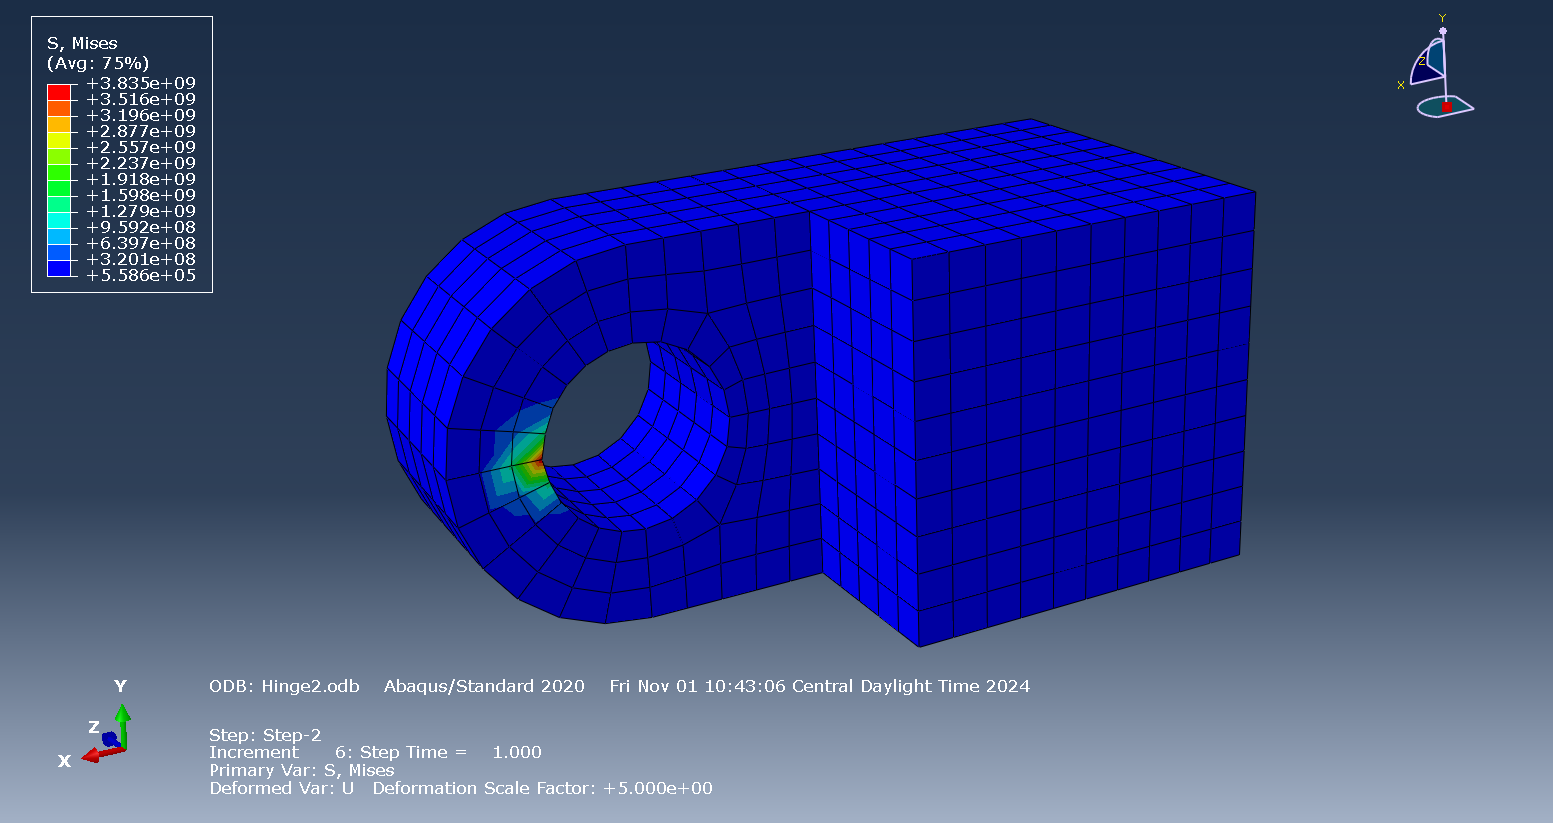 S, Mises
(Avg: 75%)
+3.835e+09
+3.516e+09
+3.196e+09
+2.877e+09
+2.557e+09
+2.237e+09
+1.918e+09
+1.598e+09
+1.279e+09
+9.592e+08
+6.397e+08
+3.201e+08
+5.586e+05
Y
Z
X
Y
Z
X
ODB: Hinge2.odb Abaqus/Standard 2020 Fri Nov 01 10:43:06 Central Daylight Time 2024
Step: Step-2
Increment 6: Step Time = 1.000
Primary Var: S, Mises
Deformed Var: U Deformation Scale Factor: +5.000e+00